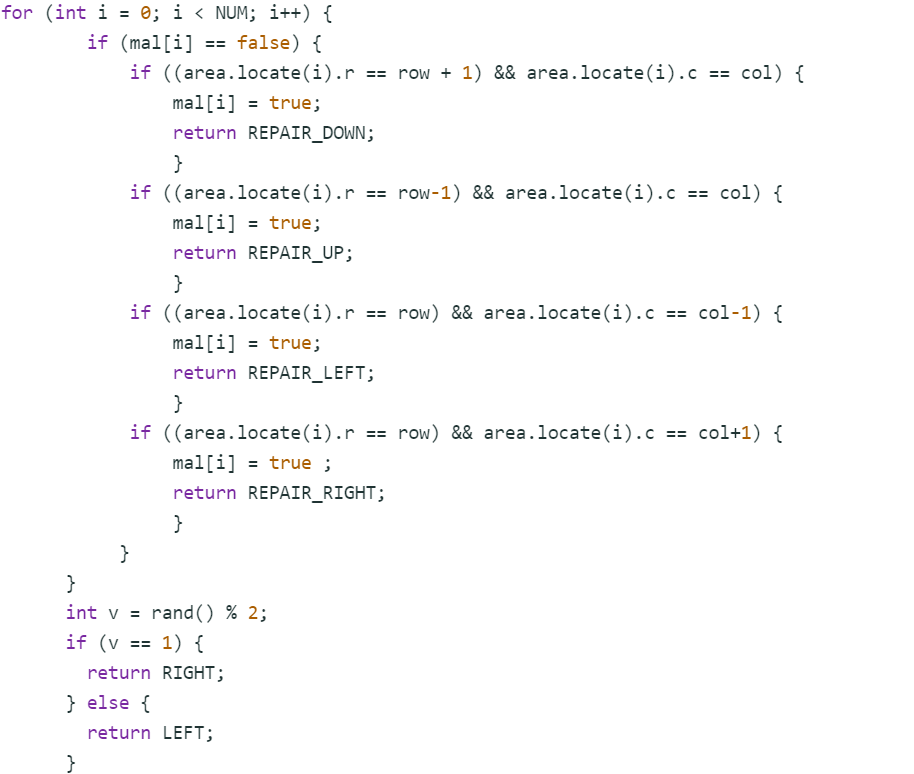 for (int i = 0; i < NUM; i++) {
        if (mal[i] == false) {
            if ((area.locate(i).r == row + 1) && area.locate(i).c == col) {
                mal[i] = true;
                return REPAIR_DOWN;
                }
            if ((area.locate(i).r == row-1) && area.locate(i).c == col) {
                mal[i] = true;
                return REPAIR_UP;
                }
            if ((area.locate(i).r == row) && area.locate(i).c == col-1) {
                mal[i] = true;
                return REPAIR_LEFT;
                }
            if ((area.locate(i).r == row) && area.locate(i).c == col+1) {
                mal[i] = true ;
                return REPAIR_RIGHT;
                }
           }
      }
      int v = rand() % 2;
      if (v == 1) {
        return RIGHT;
      } else {
        return LEFT;
      }